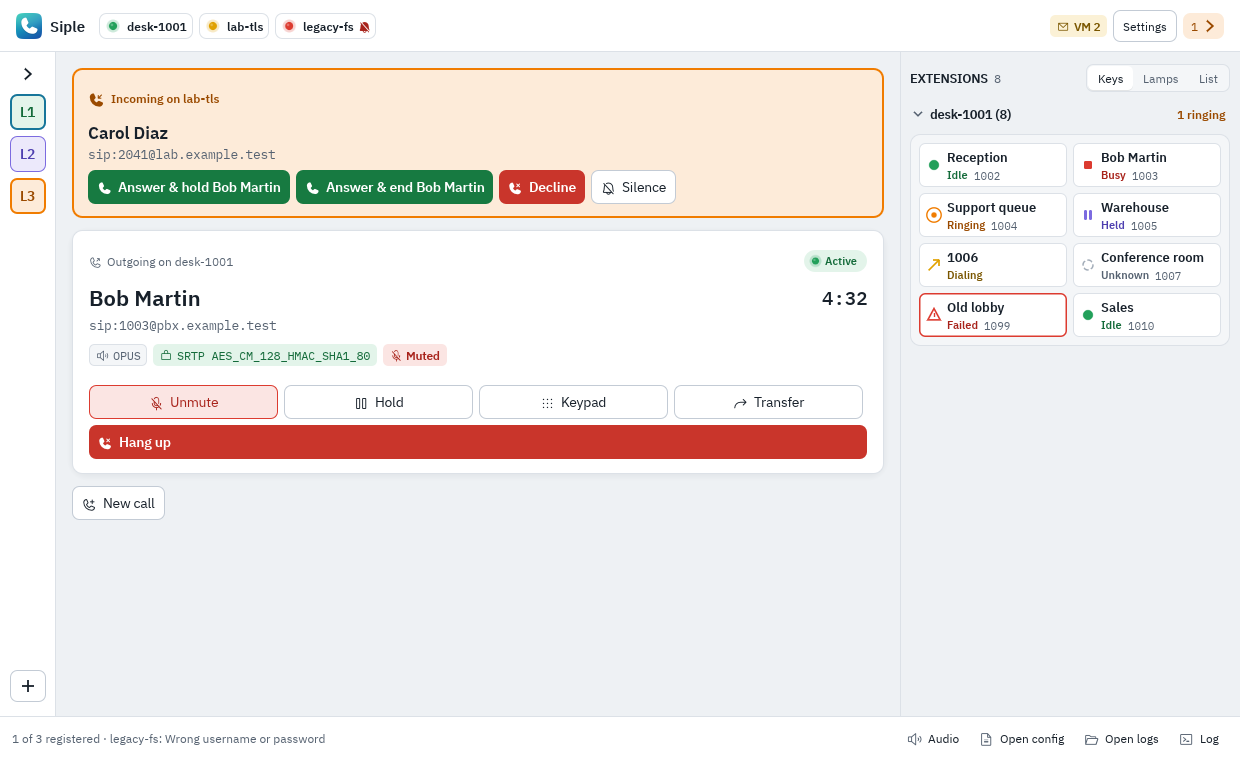 Siple
desk-1001
lab-tls
legacy-fs
VM 2
Settings
1
L1
L2
L3
Incoming on lab-tls
Carol Diaz
sip:2041@lab.example.test
Answer & hold Bob Martin
Answer & end Bob Martin
Decline
Silence
Outgoing on desk-1001
Active
Bob Martin
4:32
sip:1003@pbx.example.test
OPUS
SRTP AES_CM_128_HMAC_SHA1_80
Muted
Unmute
Hold
Keypad
Transfer
Hang up
New call
EXTENSIONS 8
Keys
Lamps
List
desk-1001 (8)
1 ringing
Reception
Idle 1002
Bob Martin
Busy 1003
Support queue
Ringing 1004
Warehouse
Held 1005
1006
Dialing
Conference room
Unknown 1007
Old lobby
Failed 1099
Sales
Idle 1010
1 of 3 registered · legacy-fs: Wrong username or password
Audio
Open config
Open logs
Log